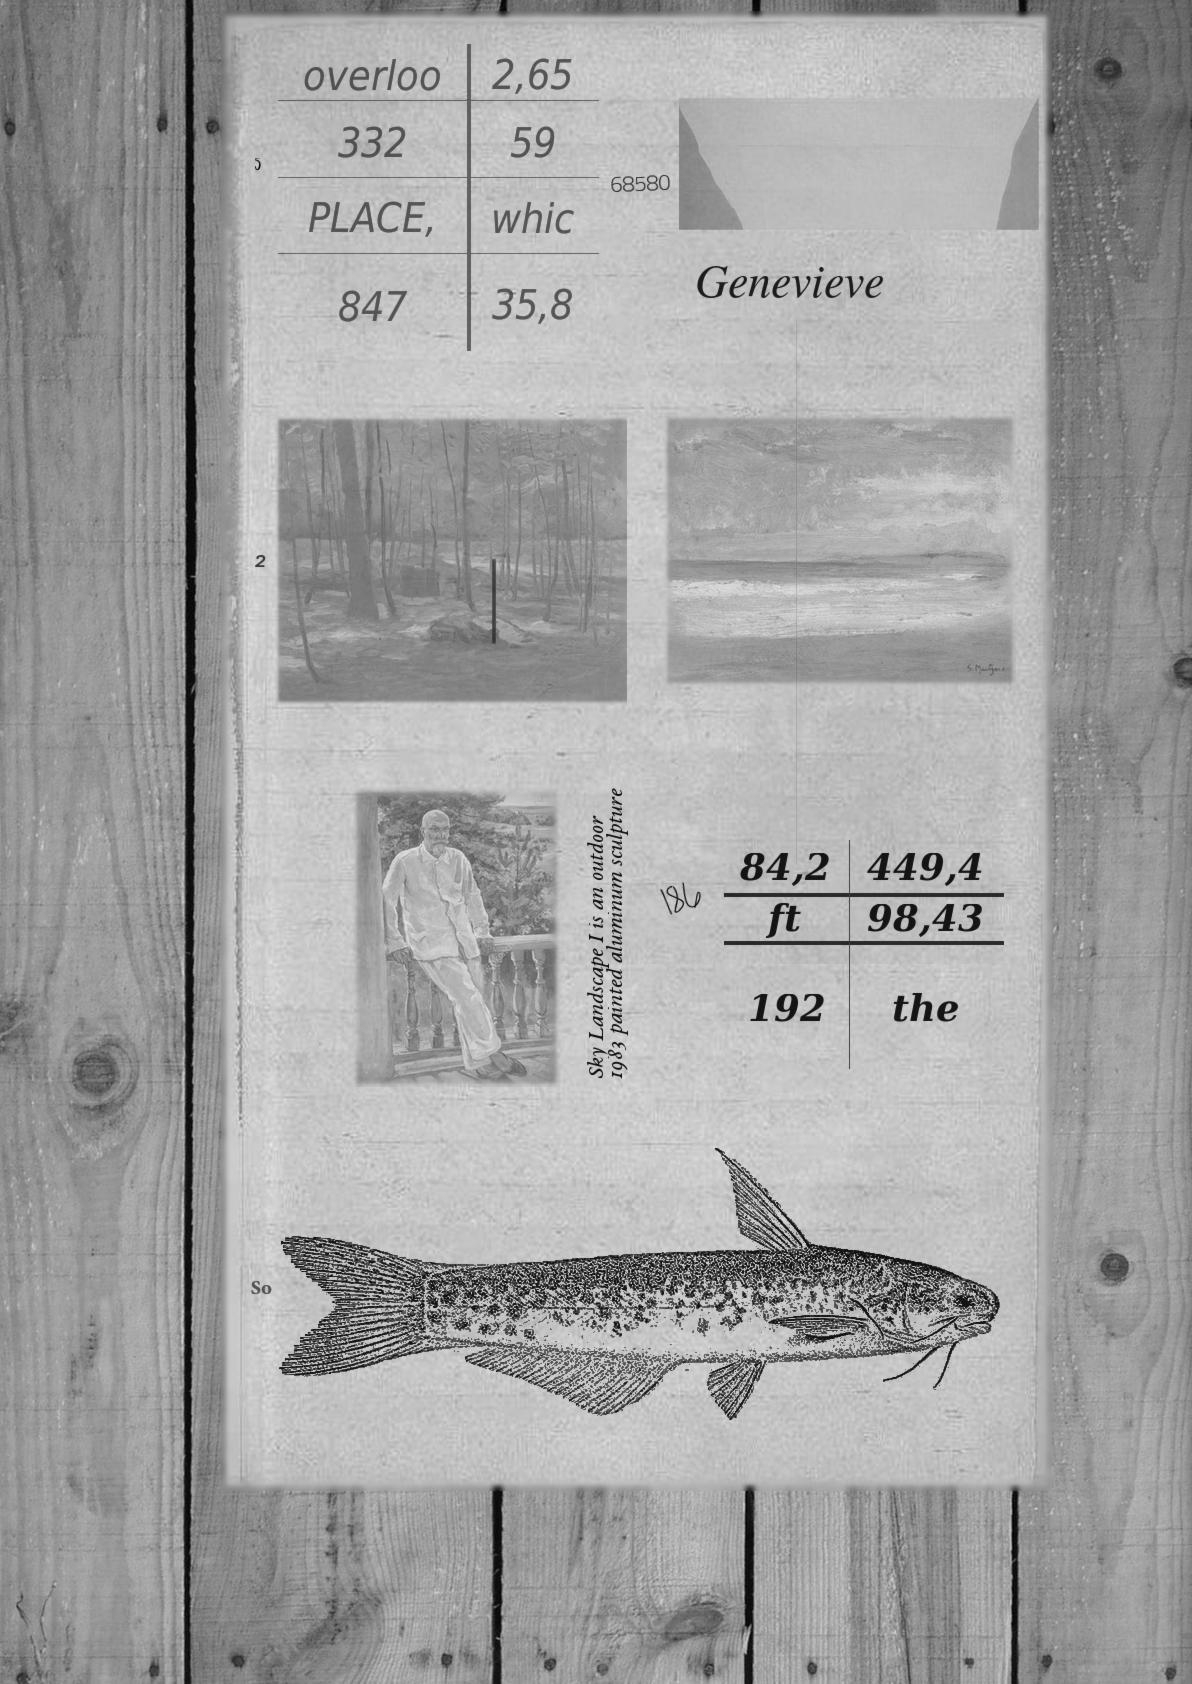 overloo 2,65
332 59
PLACE, whic
847 35,8
68580
Genevieve
2
Sky Landscape I is an outdoor
1983 painted aluminum sculpture
186
84,2 449,4
ft 98,43
192 the
So